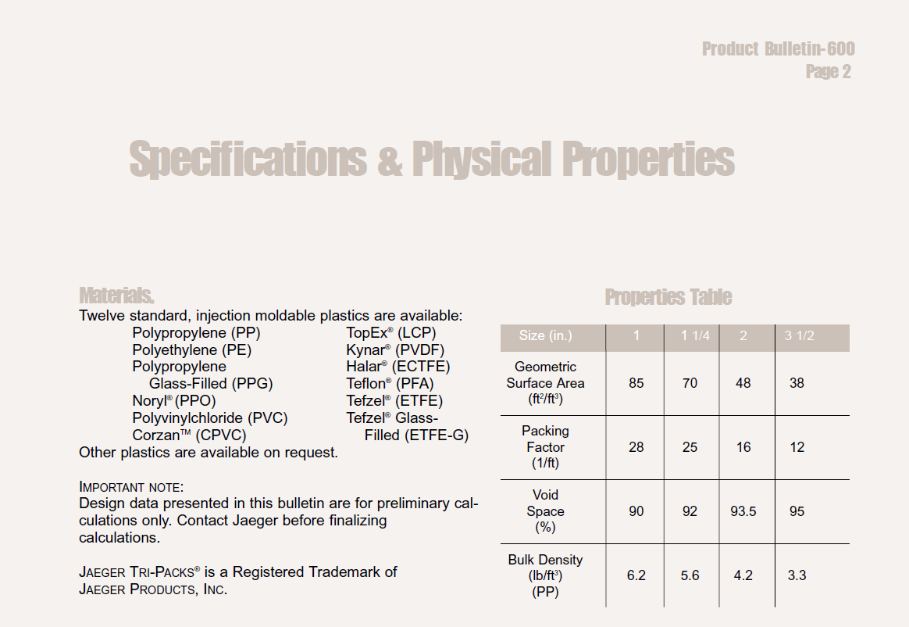 Product Bulletin-600
Page 2
Specifications & Physical Properties
Materials.
Twelve standard, injection moldable plastics are available:
Polypropylene (PP)
Polyethylene (PE)
Polypropylene
Glass-Filled (PPG)
Noryl® (PPO)
Polyvinylchloride (PVC)
Corzan™ (CPVC)
TopEx® (LCP)
Kynar® (PVDF)
Halar® (ECTFE)
Teflon® (PFA)
Tefzel® (ETFE)
Tefzel® Glass-
Filled (ETFE-G)
Other plastics are available on request.
IMPORTANT NOTE:
Design data presented in this bulletin are for preliminary cal-
culations only. Contact Jaeger before finalizing
calculations.
JAEGER TRI-PACKS® is a Registered Trademark of
JAEGER PRODUCTS, INC.
Properties Table
Size (in.) 1 1 1/4 2 3 1/2
Geometric
Surface Area 85 70 48 38
(ft²/ft³)
Packing
Factor 28 25 16 12
(1/ft)
Void
Space 90 92 93.5 95
(%)
Bulk Density
(lb/ft³) 6.2 5.6 4.2 3.3
(PP)